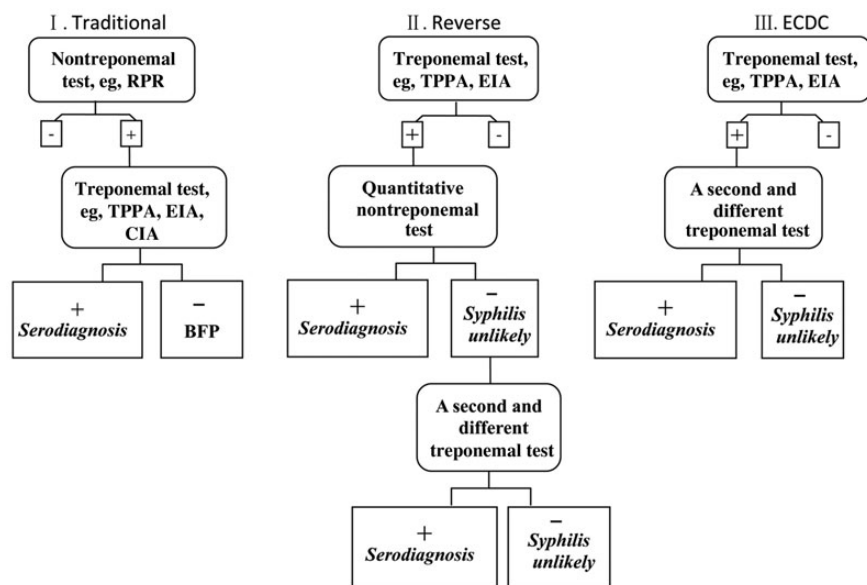 Ⅰ. Traditional
Nontreponemal
test, eg, RPR
-
+
Treponemal test,
eg, TPPA, EIA,
CIA
+
Serodiagnosis
−
BFP
Ⅱ. Reverse
Treponemal test,
eg, TPPA, EIA
+
-
Quantitative
nontreponemal
test
+
Serodiagnosis
−
Syphilis
unlikely
A second and
different
treponemal test
+
Serodiagnosis
−
Syphilis
unlikely
Ⅲ. ECDC
Treponemal test,
eg, TPPA, EIA
+
-
A second and
different
treponemal test
+
Serodiagnosis
−
Syphilis
unlikely